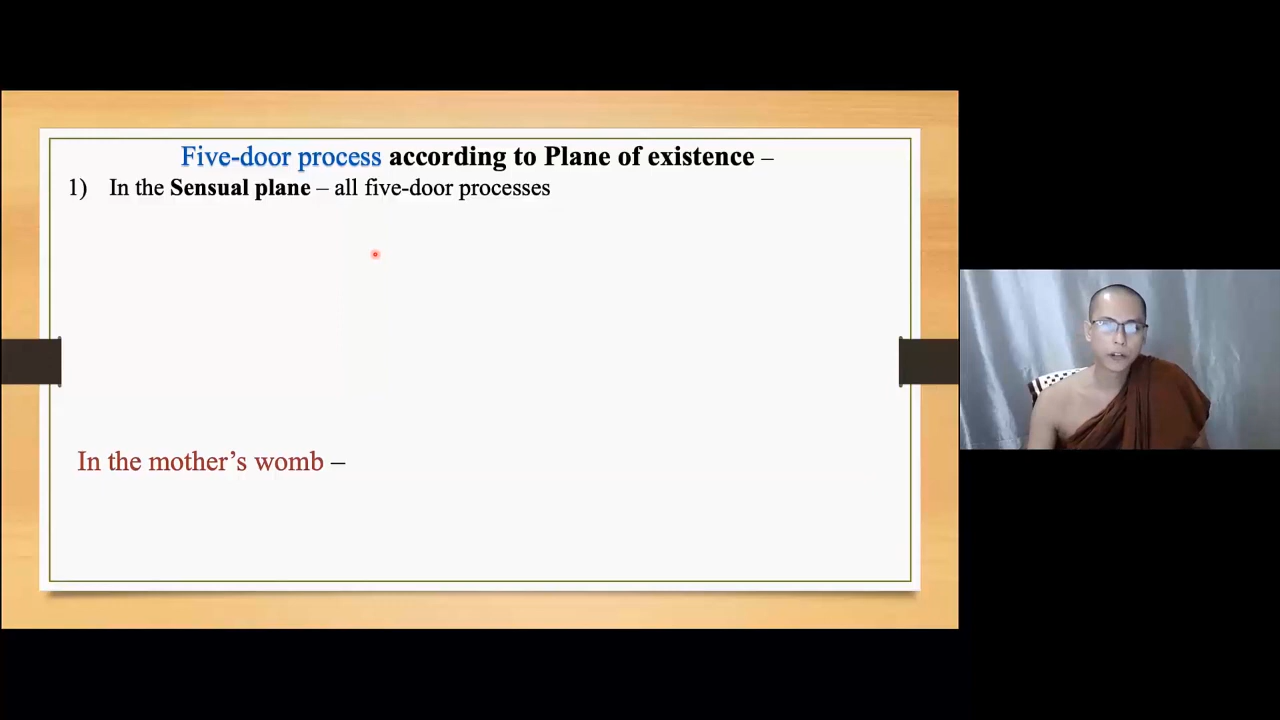 Five-door process according to Plane of existence –
1) In the Sensual plane – all five-door processes
In the mother’s womb –